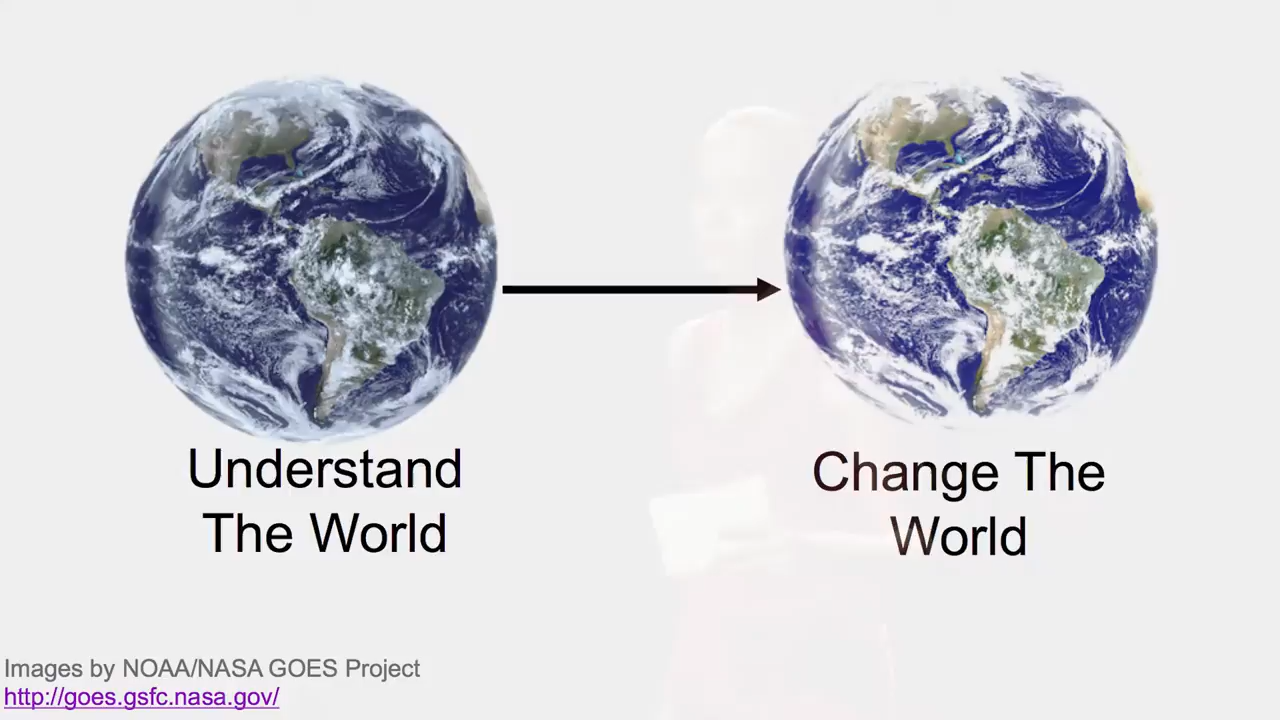 Understand
The World
Change The
World
Images by NOAA/NASA GOES Project
http://goes.gsfc.nasa.gov/